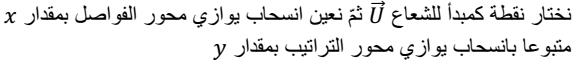 نختار نقطة كمبدأ للشعاع $\vec{U}$ ثمّ نعين انسحاب يوازي محور الفواصل بمقدار $x$
متبوعا بانسحاب يوازي محور التراتيب بمقدار $y$